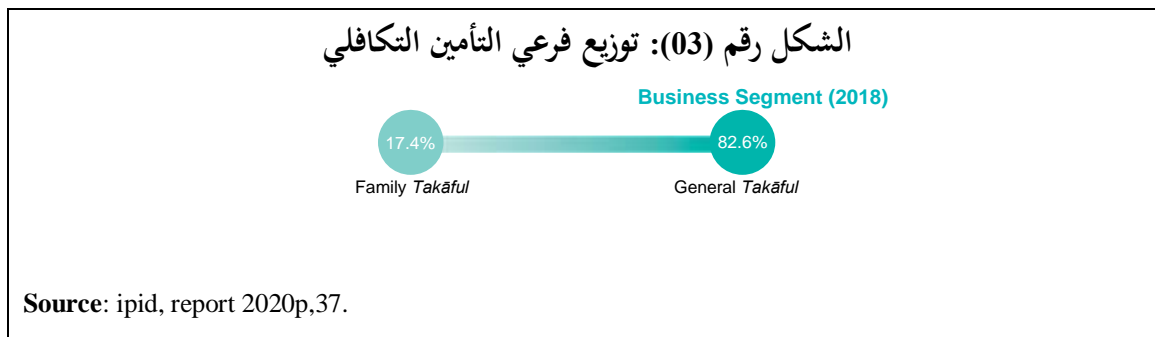 الشكل رقم (03): توزيع فرعي التأمين التكافلي
Business Segment (2018)
17.4%
82.6%
Family Takāful
General Takāful
Source: ipid, report 2020p,37.